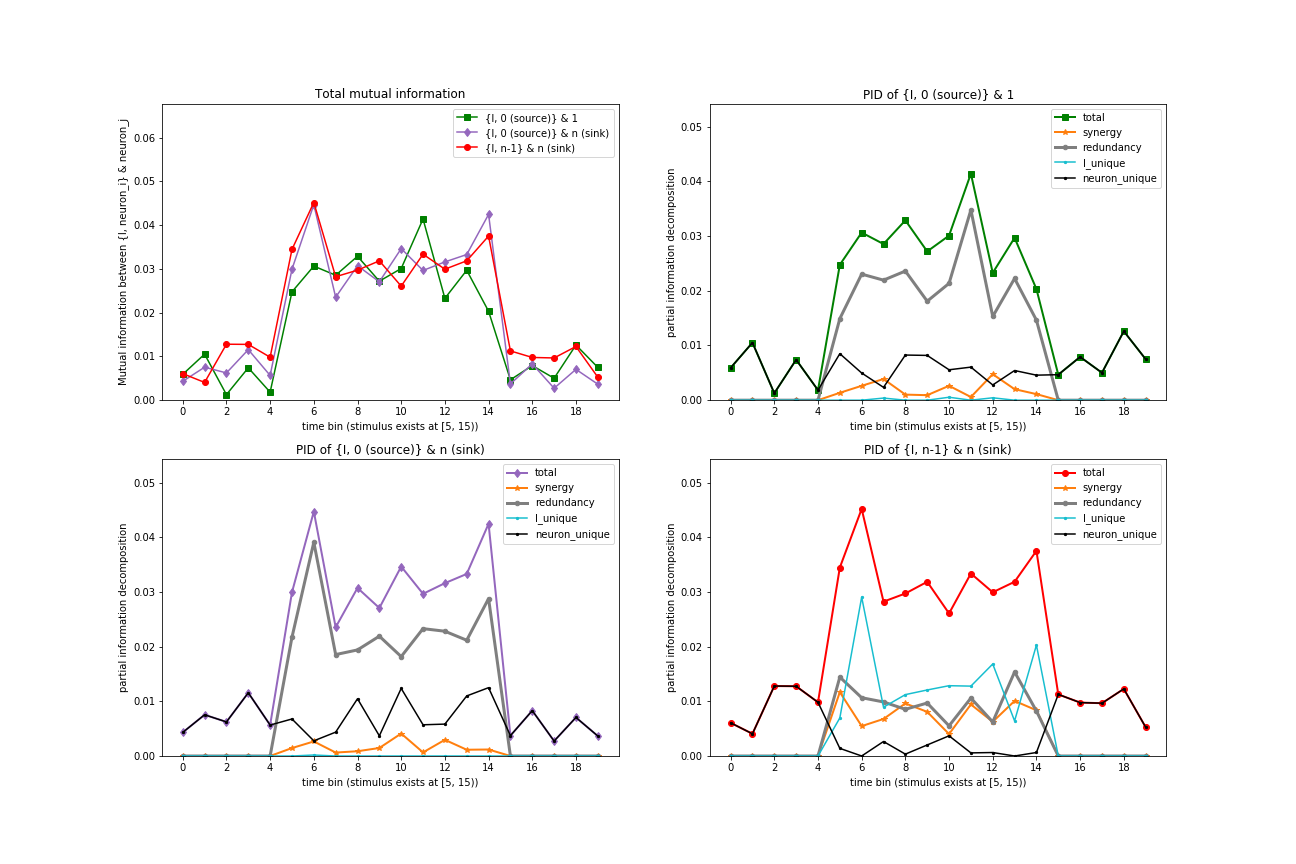 Total mutual information
Mutual information between {I, neuron_i} & neuron_j
0.06
0.05
0.04
0.03
0.02
0.01
0.00
{I, 0 (source)} & 1
{I, 0 (source)} & n (sink)
{I, n-1} & n (sink)
0 2 4 6 8 10 12 14 16 18
time bin (stimulus exists at [5, 15))
PID of {I, 0 (source)} & 1
partial information decomposition
0.05
0.04
0.03
0.02
0.01
0.00
total
synergy
redundancy
I_unique
neuron_unique
0 2 4 6 8 10 12 14 16 18
time bin (stimulus exists at [5, 15))
PID of {I, 0 (source)} & n (sink)
partial information decomposition
0.05
0.04
0.03
0.02
0.01
0.00
total
synergy
redundancy
I_unique
neuron_unique
0 2 4 6 8 10 12 14 16 18
time bin (stimulus exists at [5, 15))
PID of {I, n-1} & n (sink)
partial information decomposition
0.05
0.04
0.03
0.02
0.01
0.00
total
synergy
redundancy
I_unique
neuron_unique
0 2 4 6 8 10 12 14 16 18
time bin (stimulus exists at [5, 15))